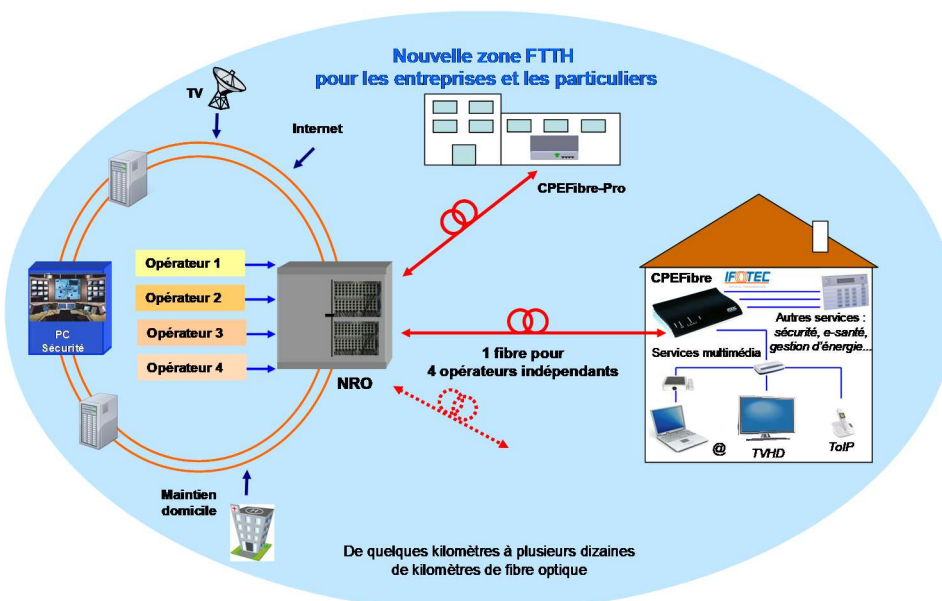 Nouvelle zone FTTH
pour les entreprises et les particuliers
TV
Internet
CPEFibre-Pro
Opérateur 1
Opérateur 2
Opérateur 3
Opérateur 4
PC
Sécurité
NRO
1 fibre pour
4 opérateurs indépendants
CPEFibre
IFOTEC
Autres services :
sécurité, e-santé,
gestion d'énergie...
Services multimédia
@
TVHD
ToIP
Maintien
domicile
H
De quelques kilomètres à plusieurs dizaines
de kilomètres de fibre optique